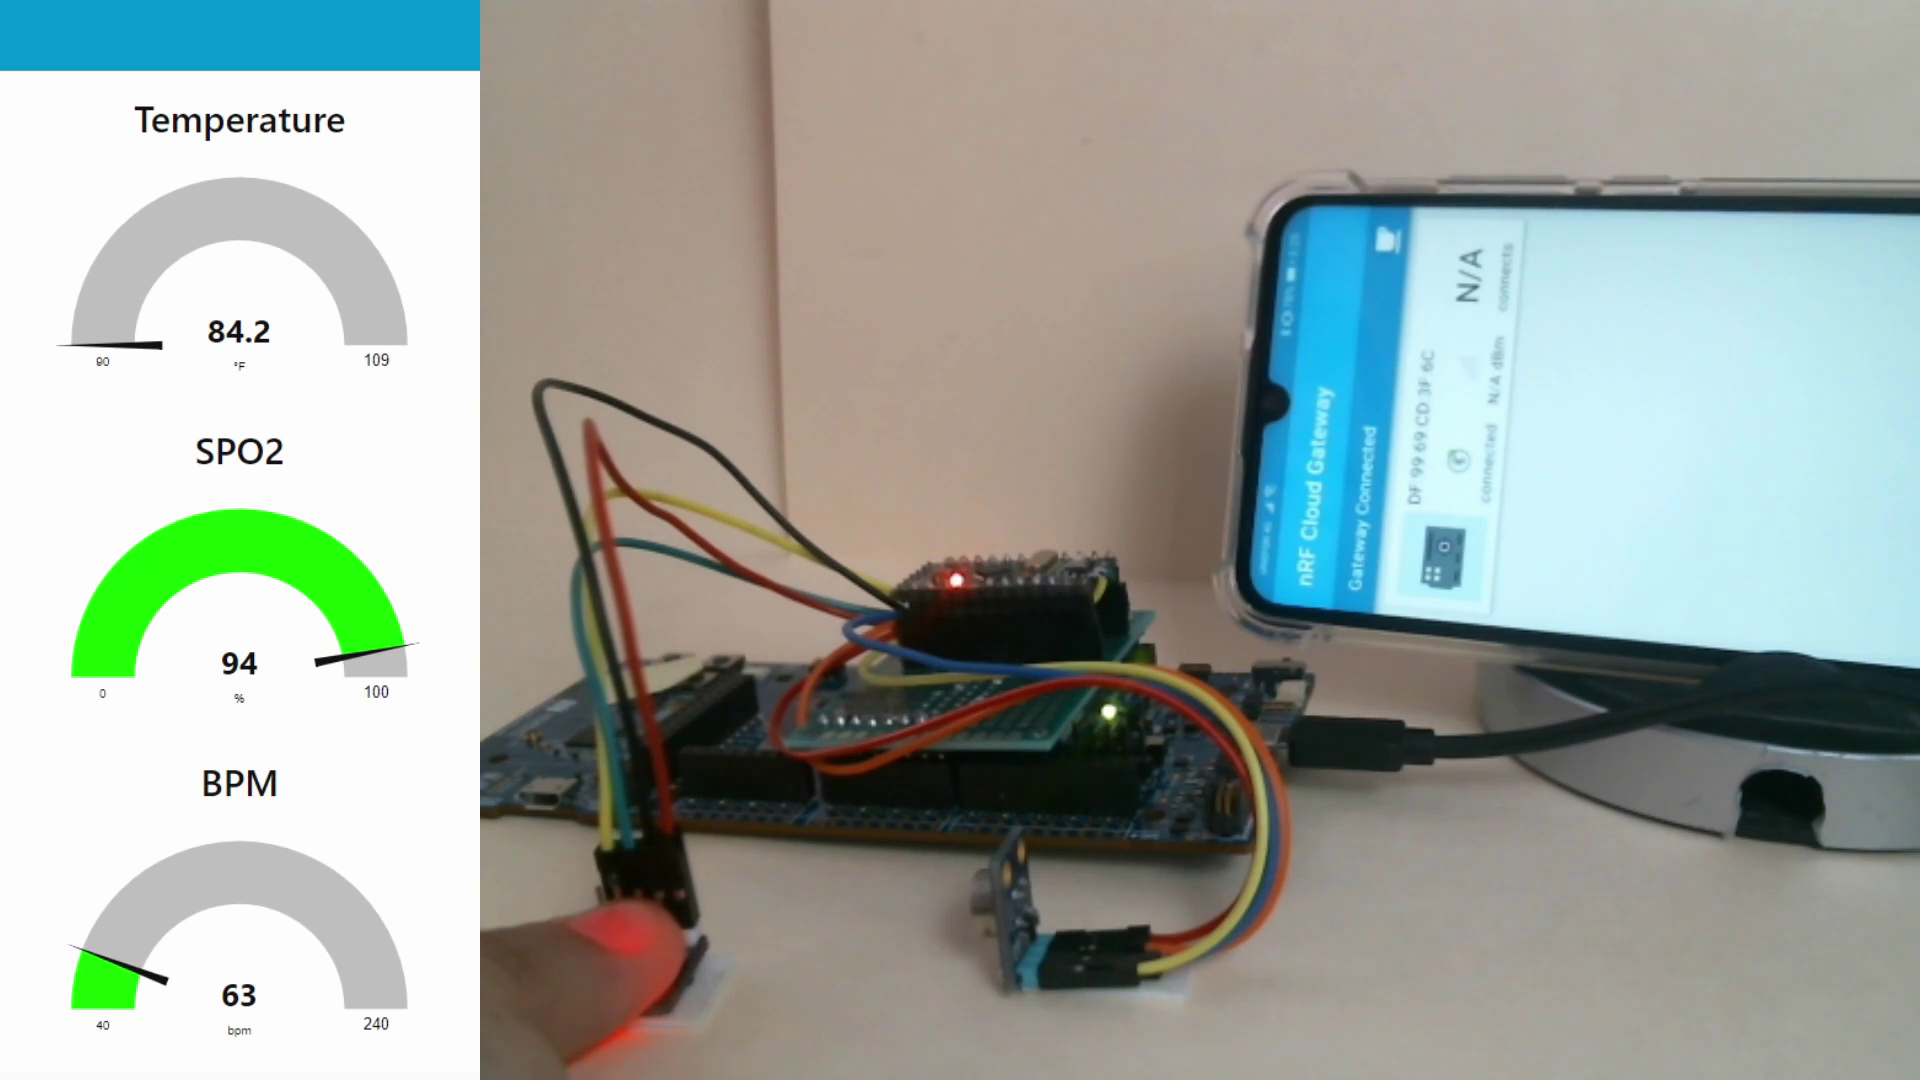 Temperature
84.2
°F
90
109
SPO2
94
%
0
100
BPM
63
bpm
40
240
nRF Cloud Gateway
Gateway Connected
DF 99 69 CD 3F 6C
connected
N/A dBm
N/A
connects